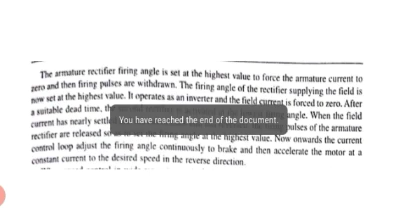 The armature rectifier firing angle is set at the highest value to force the armature current to
zero and then firing pulses are withdrawn. The firing angle of the rectifier supplying the field is
now set at the highest value. It operates as an inverter and the field current is forced to zero. After
a suitable dead time, angle. When the field
current has nearly pulses of the armature
You have reached the end of the document
rectifier are released firing angle at the highest value. Now onwards the current
control loop adjust the firing angle continuously to brake and then accelerate the motor at a
constant current to the desired speed in the reverse direction.